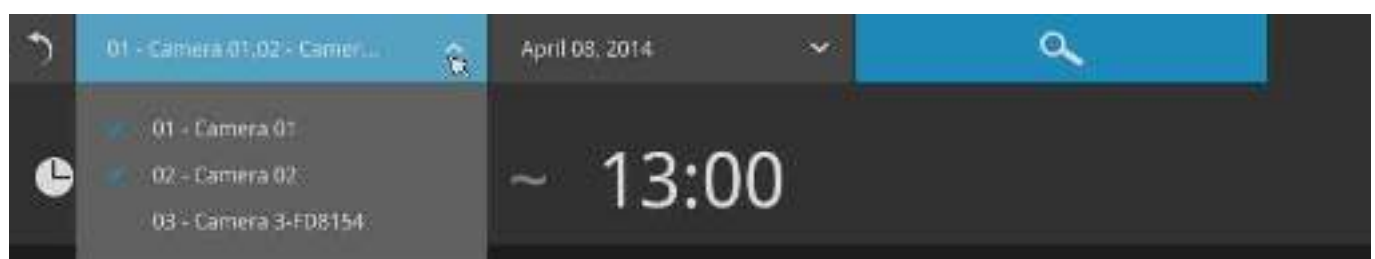 01 - Camera 01,02 - Camer...
April 08, 2014
01 - Camera 01
02 - Camera 02
~ 13:00
03 - Camera 3-FD8154